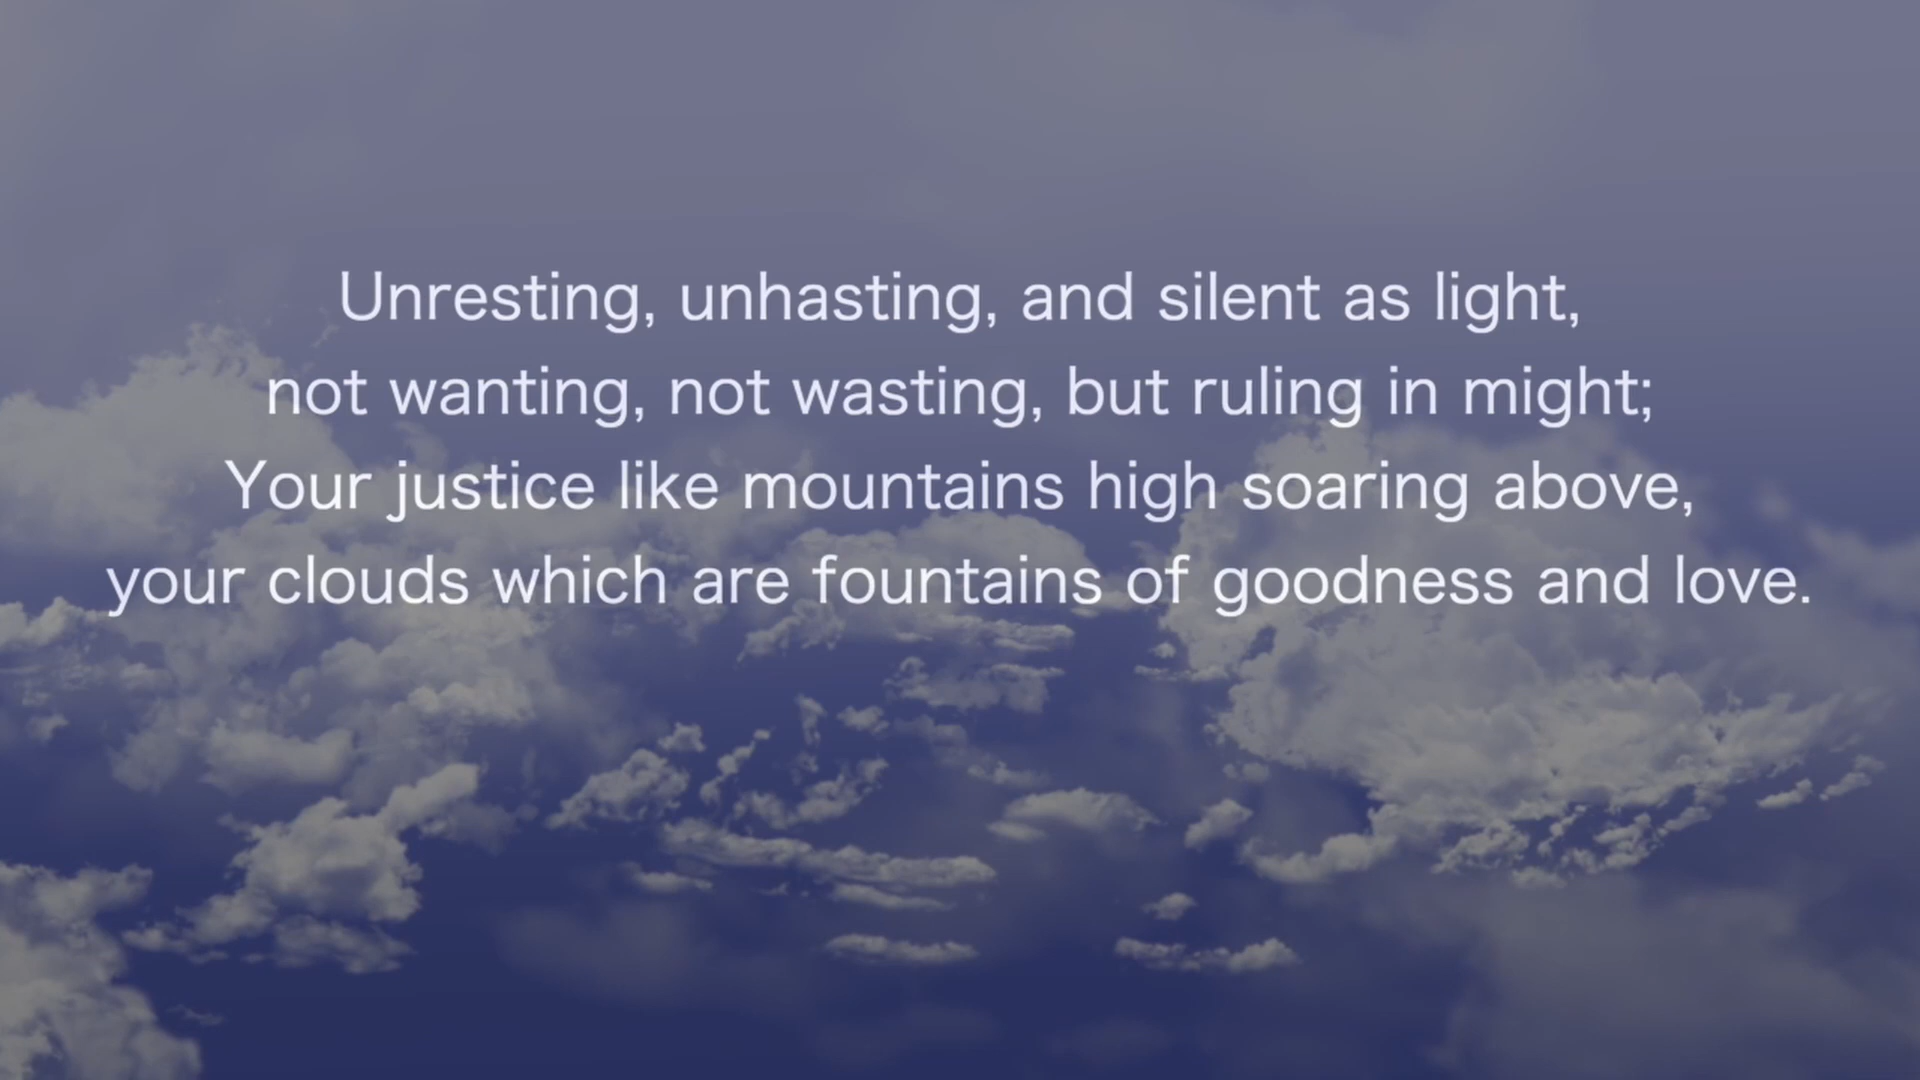 Unresting, unhasting, and silent as light,
not wanting, not wasting, but ruling in might;
Your justice like mountains high soaring above,
your clouds which are fountains of goodness and love.